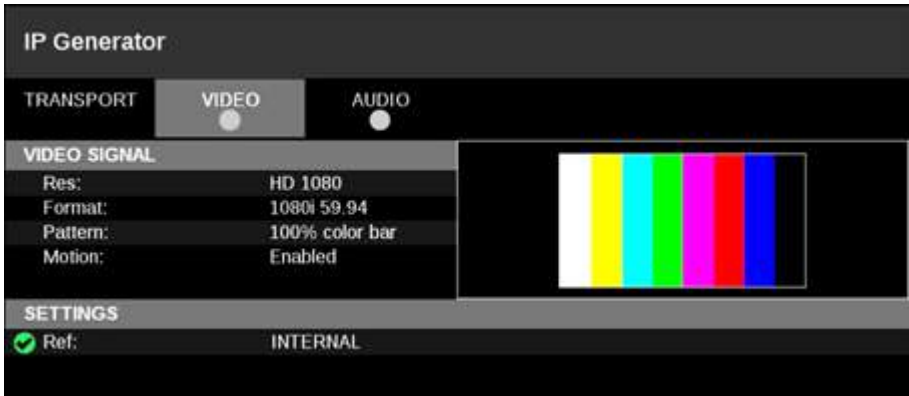 IP Generator
TRANSPORT VIDEO AUDIO
VIDEO SIGNAL
Res: HD 1080
Format: 1080i 59.94
Pattern: 100% color bar
Motion: Enabled
SETTINGS
Ref: INTERNAL